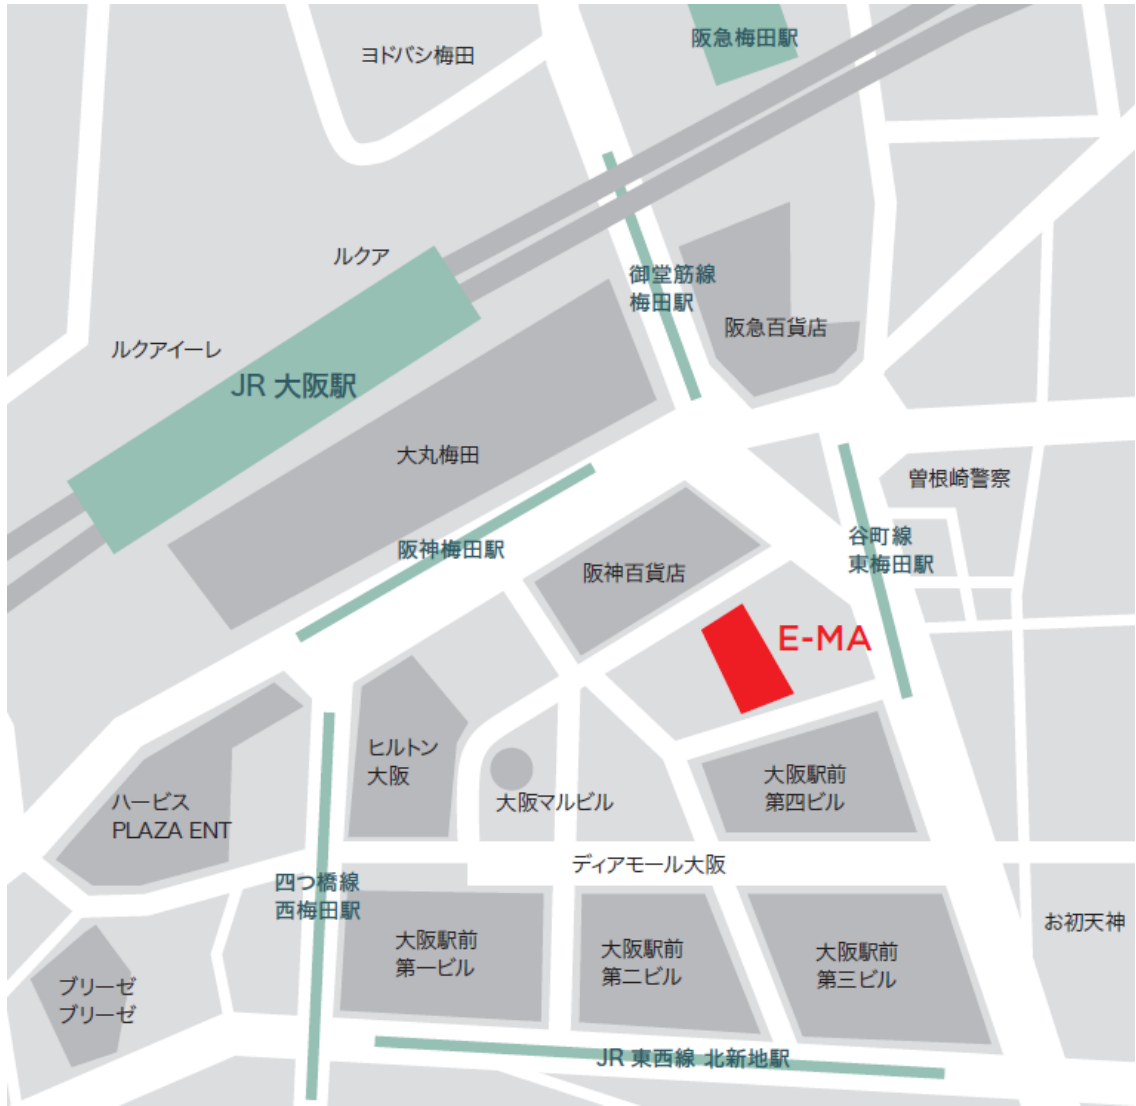 阪急梅田駅
ヨドバシ梅田
ルクア
御堂筋線
梅田駅
阪急百貨店
ルクアイーレ
JR 大阪駅
大丸梅田
曽根崎警察
阪神梅田駅
谷町線
東梅田駅
阪神百貨店
E-MA
ヒルトン
大阪
大阪駅前
第四ビル
大阪マルビル
ハービス
PLAZA ENT
ディアモール大阪
四つ橋線
西梅田駅
お初天神
大阪駅前
第一ビル
大阪駅前
第二ビル
大阪駅前
第三ビル
ブリーゼ
ブリーゼ
JR 東西線 北新地駅